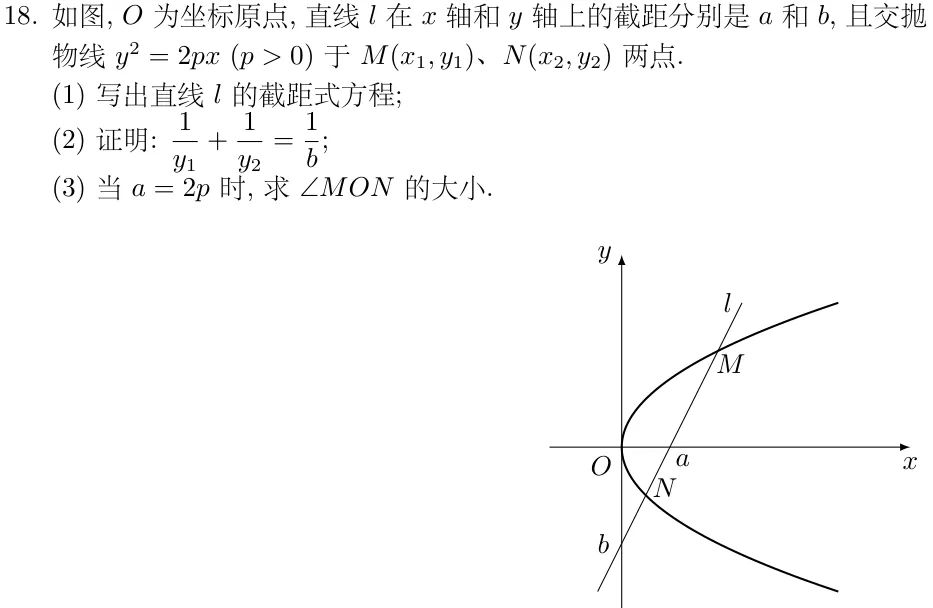 18. 如图, O 为坐标原点, 直线 l 在 x 轴和 y 轴上的截距分别是 a 和 b, 且交抛
物线 y² = 2px (p > 0) 于 M(x₁, y₁)、N(x₂, y₂) 两点.
(1) 写出直线 l 的截距式方程;
(2) 证明: 1/y₁ + 1/y₂ = 1/b;
(3) 当 a = 2p 时, 求 ∠MON 的大小.
y
l
M
O
a
x
N
b